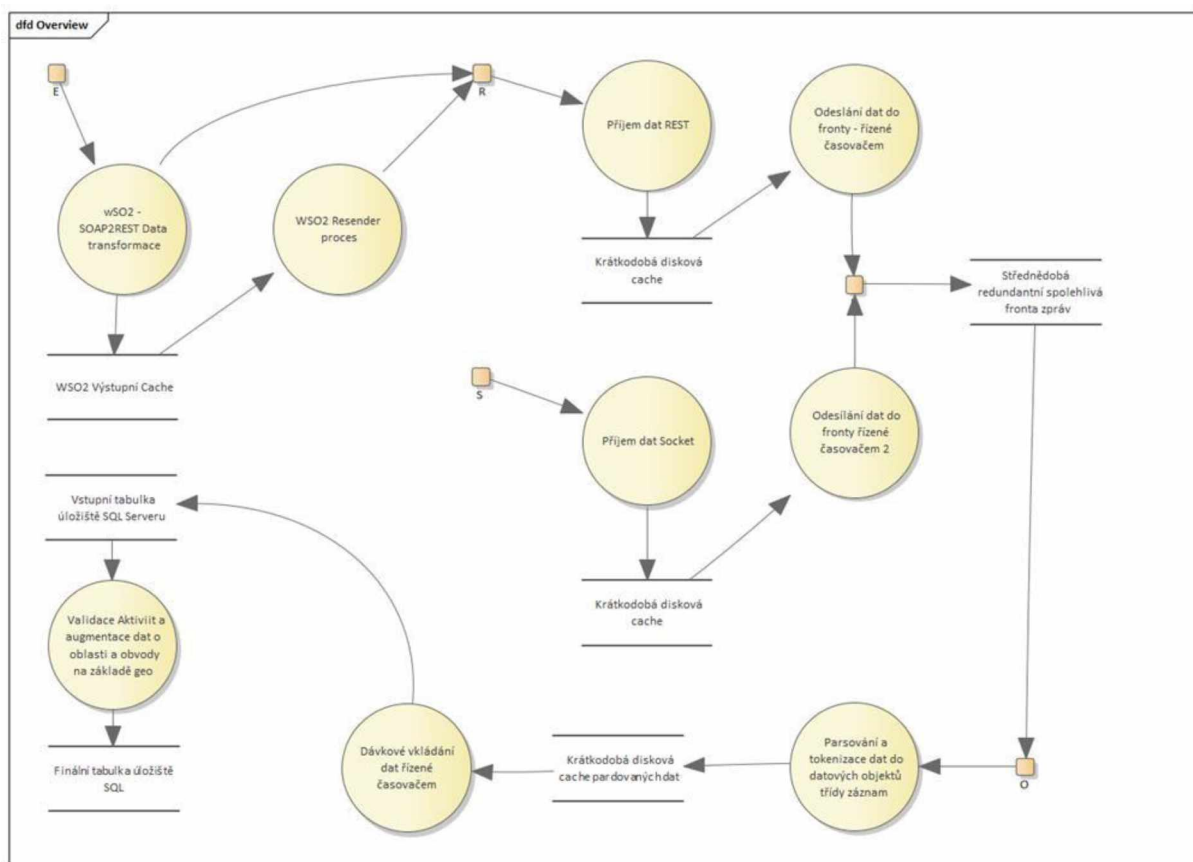 dfd Overview
E
R
wSO2 -
SOAP2REST Data
transformace
WSO2 Resender
proces
Příjem dat REST
Odeslání dat do
fronty - řízené
časovačem
Krátkodobá disková
cache
Střednědobá
redundantní spolehlivá
fronta zpráv
WSO2 Výstupní Cache
S
Příjem dat Socket
Odesílání dat do
fronty řízené
časovačem 2
Vstupní tabulka
úložiště SQL Serveru
Krátkodobá disková
cache
Validace Aktiviit a
augmentace dat o
oblasti a obvody
na základě geo
Finální tabulka úložiště
SQL
Dávkové vkládání
dat řízené
časovačem
Krátkodobá disková
cache pardovaných dat
Parsování a
tokenizace dat do
datových objektů
třídy záznam
O